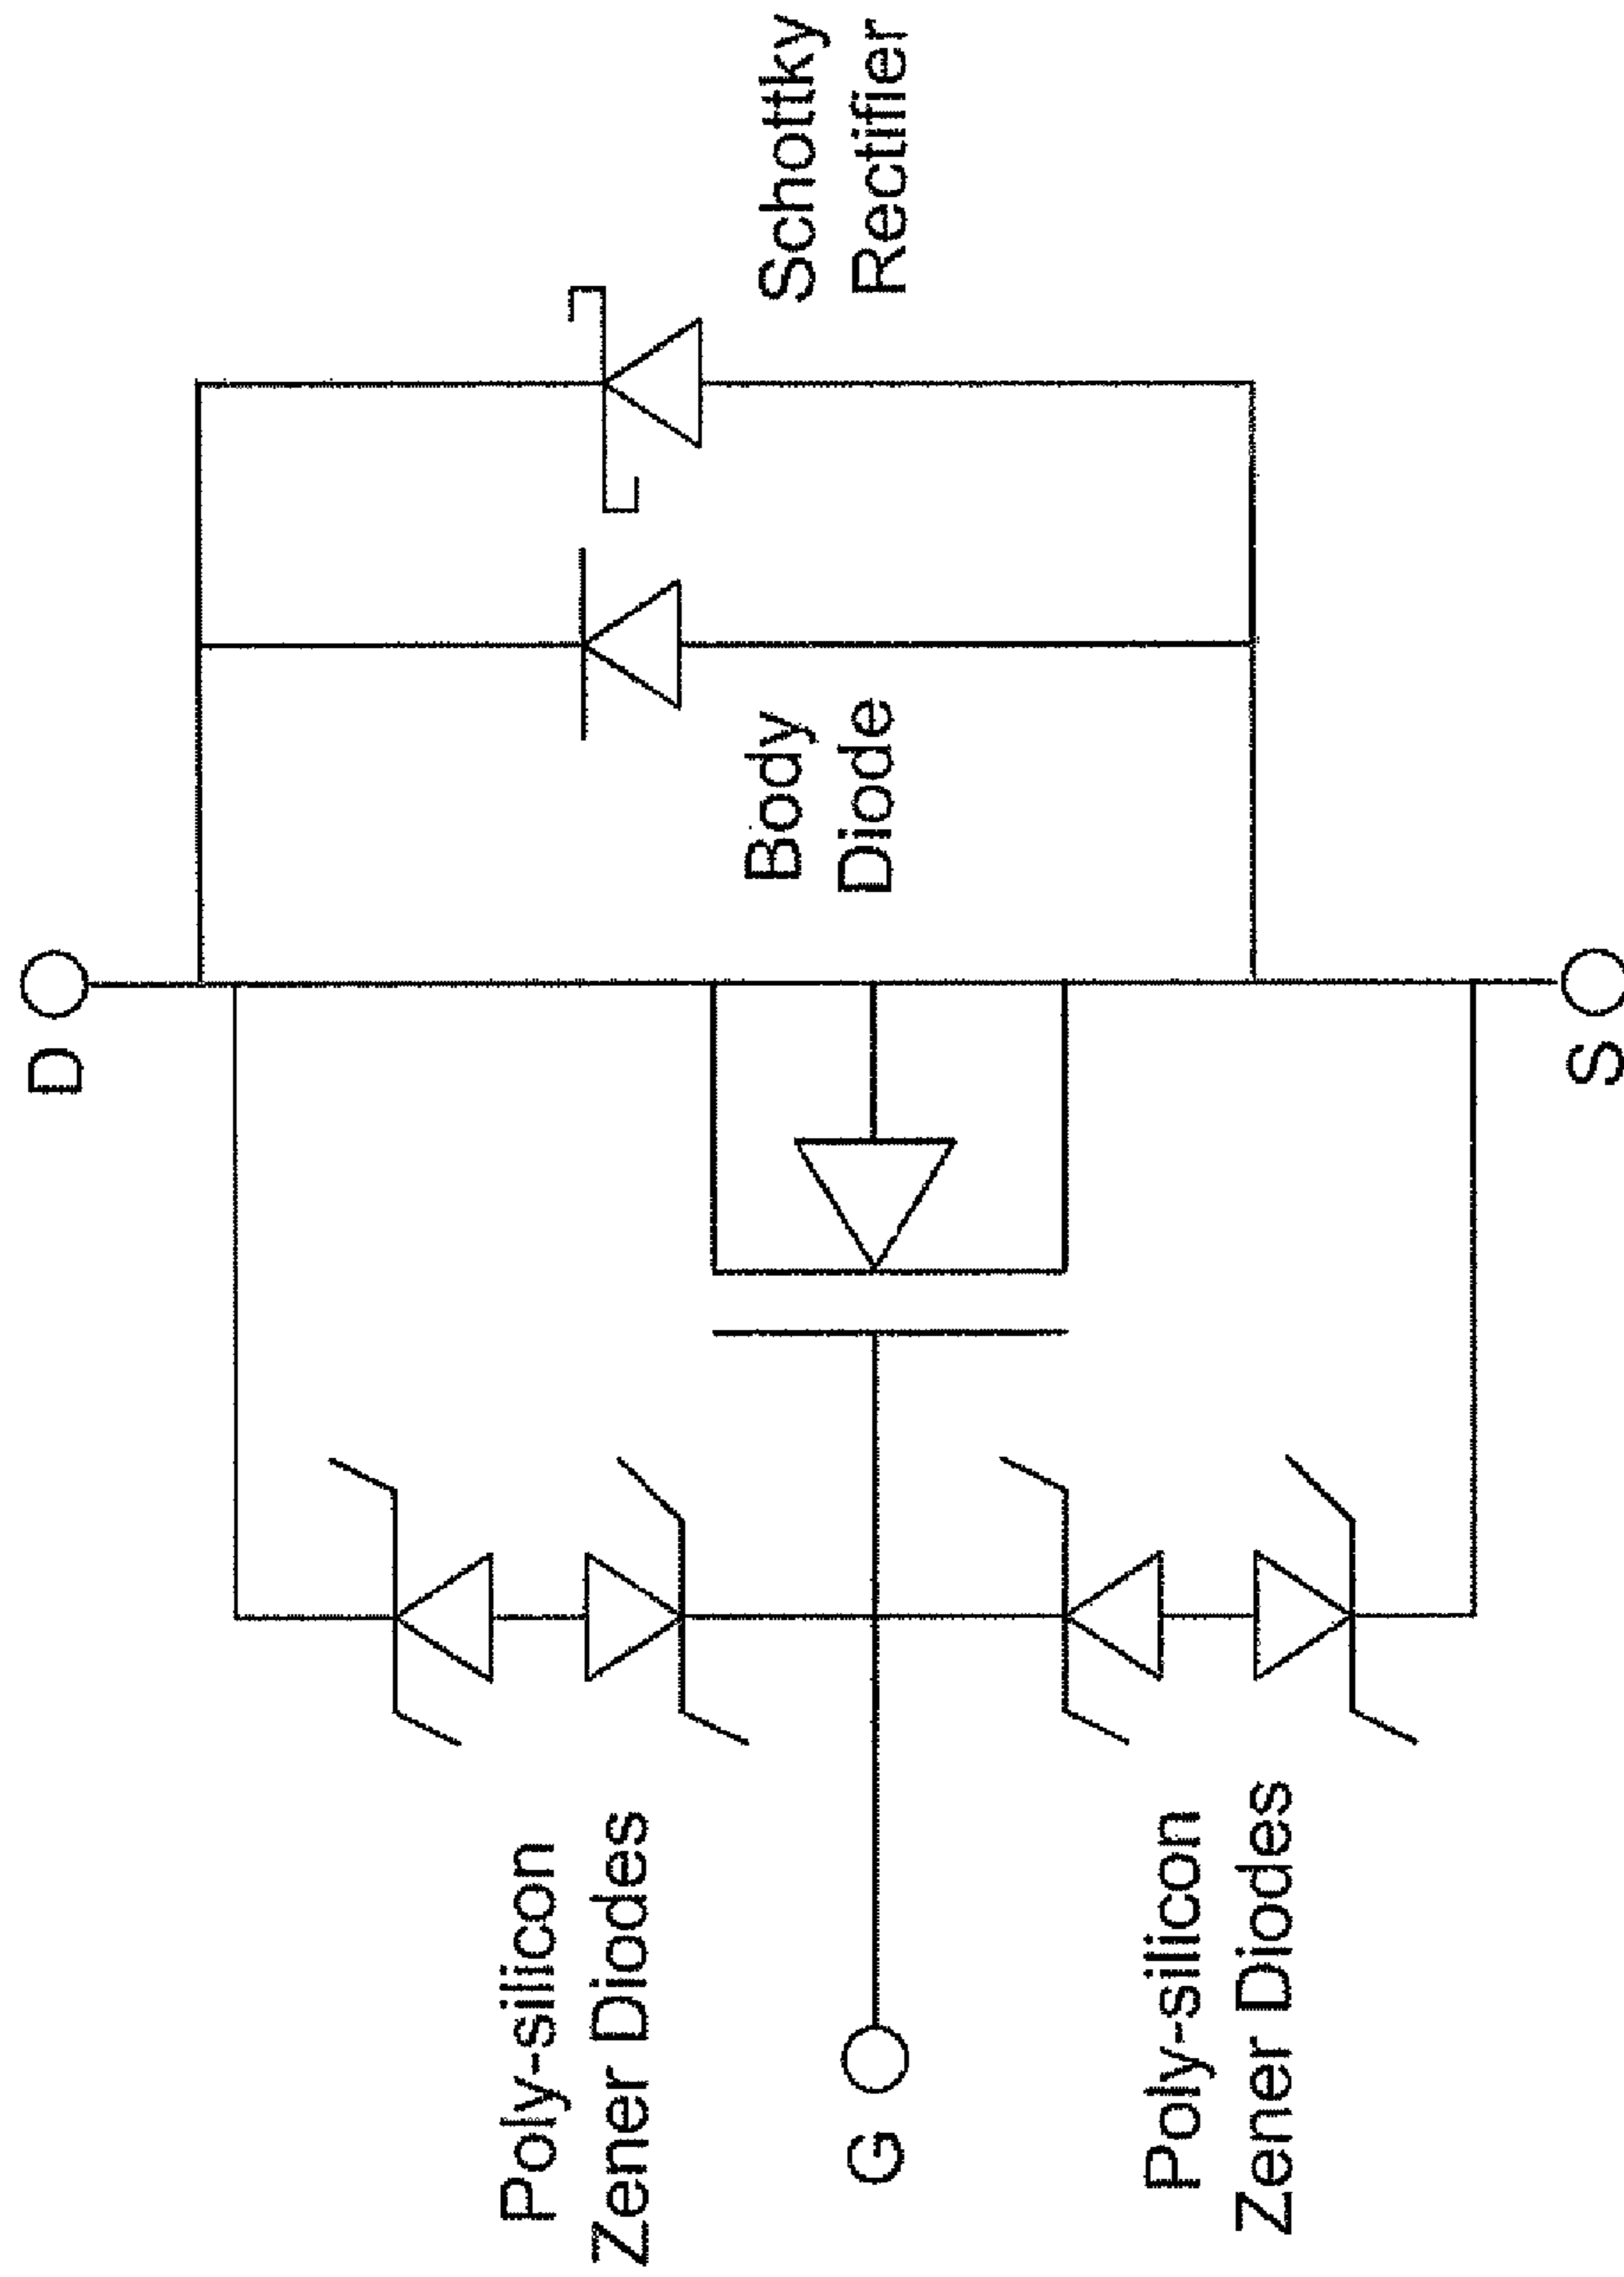 Poly-silicon
Zener Diodes
G
Poly-silicon
Zener Diodes
D
S
Body
Diode
Schottky
Rectifier